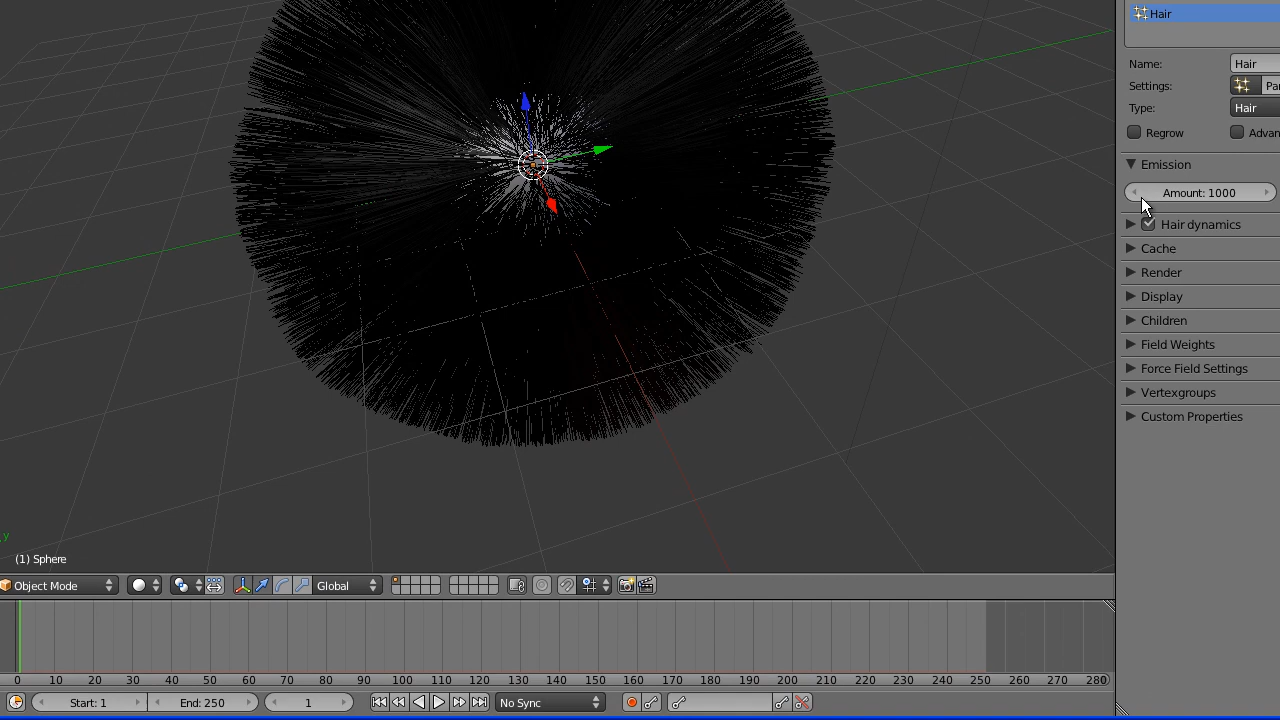 Hair
Name: Hair
Settings: Pa
Type: Hair
Regrow Advan
Emission
Amount: 1000
Hair dynamics
Cache
Render
Display
Children
Field Weights
Force Field Settings
Vertexgroups
Custom Properties
y
(1) Sphere
Object Mode Global
0 10 20 30 40 50 60 70 80 90 100 110 120 130 140 150 160 170 180 190 200 210 220 230 240 250 260 270 280
Start: 1 End: 250 1 No Sync